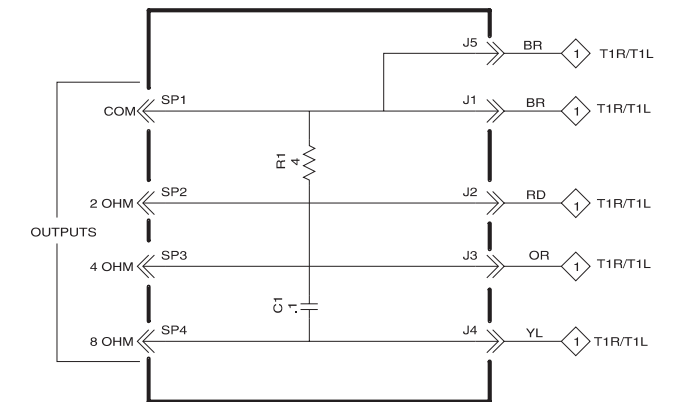 J5 BR 1 T1R/T1L
COM SP1 J1 BR 1 T1R/T1L
R1
4
2 OHM SP2 J2 RD 1 T1R/T1L
OUTPUTS
4 OHM SP3 J3 OR 1 T1R/T1L
C1
.1
8 OHM SP4 J4 YL 1 T1R/T1L